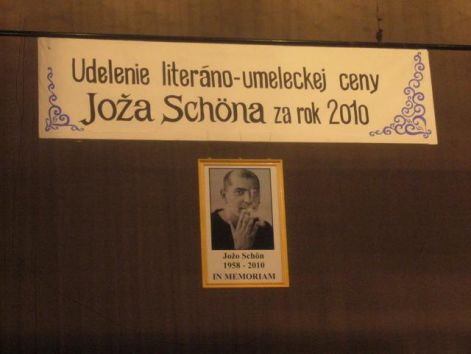 Udelenie literáno-umeleckej ceny
Joža Schöna za rok 2010
Jožo Schön
1958 - 2010
IN MEMORIAM